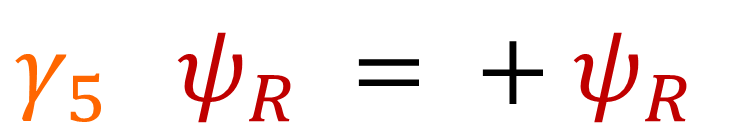 γ₅ ψ_R = + ψ_R